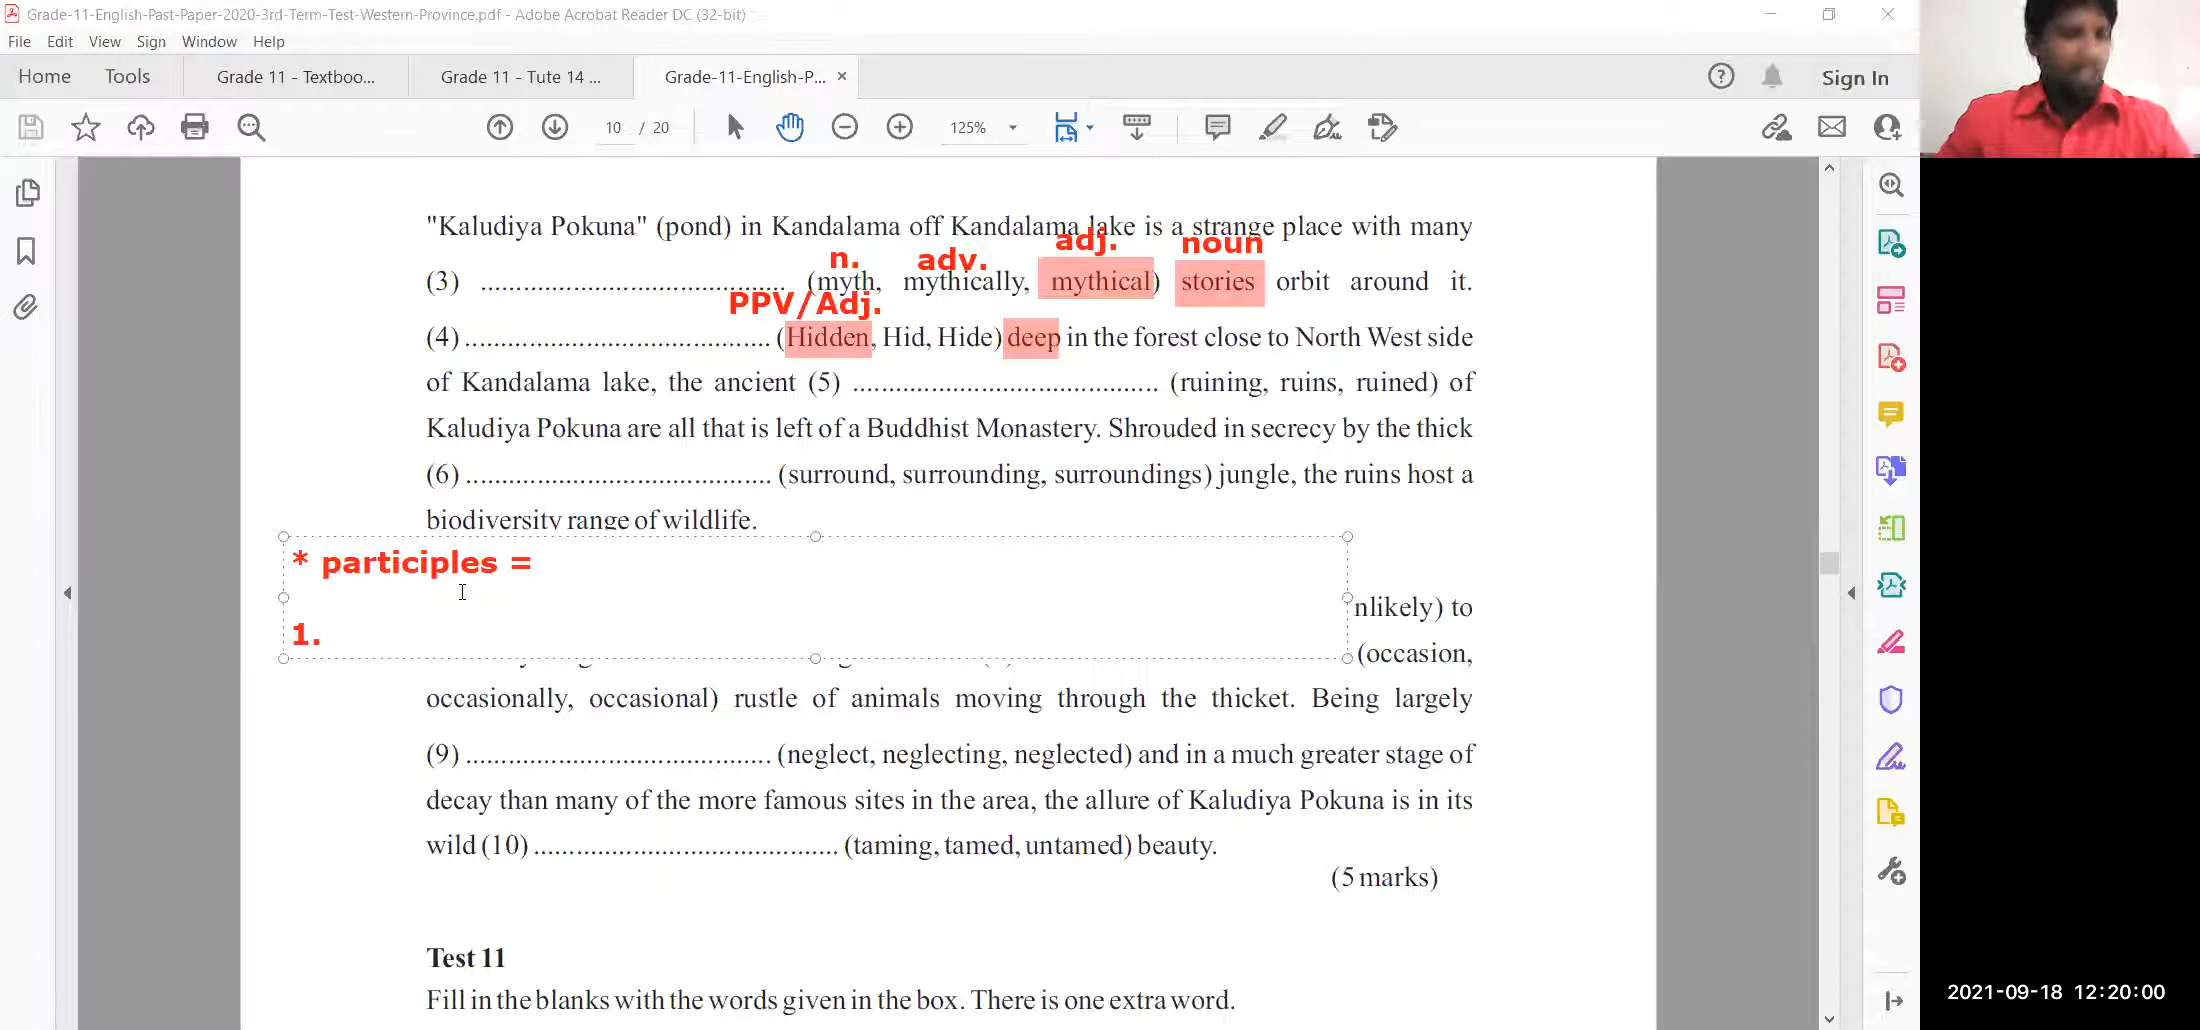 Grade-11-English-Past-Paper-2020-3rd-Term-Test-Western-Province.pdf - Adobe Acrobat Reader DC (32-bit)
File Edit View Sign Window Help
Home Tools Grade 11 - Textboo... Grade 11 - Tute 14 ... Grade-11-English-P... × Sign In
10 / 20 125%
"Kaludiya Pokuna" (pond) in Kandalama off Kandalama lake is a strange place with many
n. adv. adj. noun
(3) .......................................... (myth, mythically, mythical) stories orbit around it.
PPV/Adj.
(4) .......................................... (Hidden, Hid, Hide) deep in the forest close to North West side
of Kandalama lake, the ancient (5) .......................................... (ruining, ruins, ruined) of
Kaludiya Pokuna are all that is left of a Buddhist Monastery. Shrouded in secrecy by the thick
(6) .......................................... (surround, surrounding, surroundings) jungle, the ruins host a
biodiversity range of wildlife.
* participles =
nlikely) to
1.
(occasion,
occasionally, occasional) rustle of animals moving through the thicket. Being largely
(9) .......................................... (neglect, neglecting, neglected) and in a much greater stage of
decay than many of the more famous sites in the area, the allure of Kaludiya Pokuna is in its
wild (10) .......................................... (taming, tamed, untamed) beauty.
(5 marks)
Test 11
Fill in the blanks with the words given in the box. There is one extra word.
2021-09-18 12:20:00